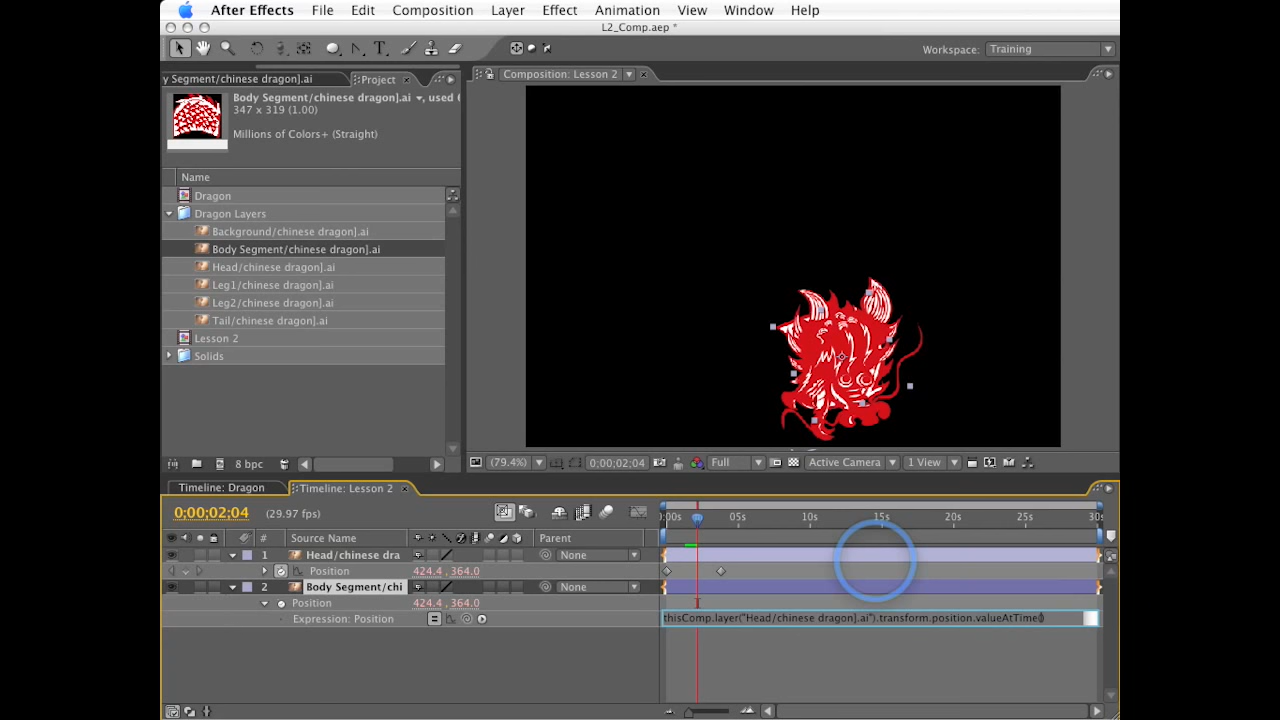 After Effects File Edit Composition Layer Effect Animation View Window Help
L2_Comp.aep *
Workspace: Training
y Segment/chinese dragon].ai Project Composition: Lesson 2
Body Segment/chinese dragon].ai , used
347 x 319 (1.00)
Millions of Colors+ (Straight)
Name
Dragon
Dragon Layers
Background/chinese dragon].ai
Body Segment/chinese dragon].ai
Head/chinese dragon].ai
Leg1/chinese dragon].ai
Leg2/chinese dragon].ai
Tail/chinese dragon].ai
Lesson 2
Solids
8 bpc (79.4%) 0;00;02;04 Full Active Camera 1 View
Timeline: Dragon Timeline: Lesson 2
0;00;02;04 (29.97 fps) :00s 05s 10s 15s 20s 25s 30s
# Source Name Parent
1 Head/chinese dra None
Position 424.4 , 364.0
2 Body Segment/chi None
Position 424.4 , 364.0
Expression: Position thisComp.layer("Head/chinese dragon].ai").transform.position.valueAtTime()